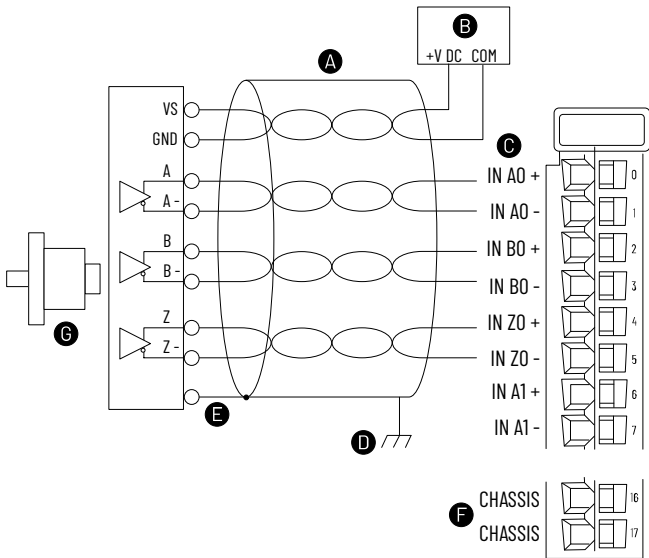 A
B
+V DC COM
VS
GND
A
A -
B
B -
Z
Z -
C
IN A0 +
IN A0 -
IN B0 +
IN B0 -
IN Z0 +
IN Z0 -
IN A1 +
IN A1 -
0
1
2
3
4
5
6
7
G
E
D
F
CHASSIS
CHASSIS
16
17